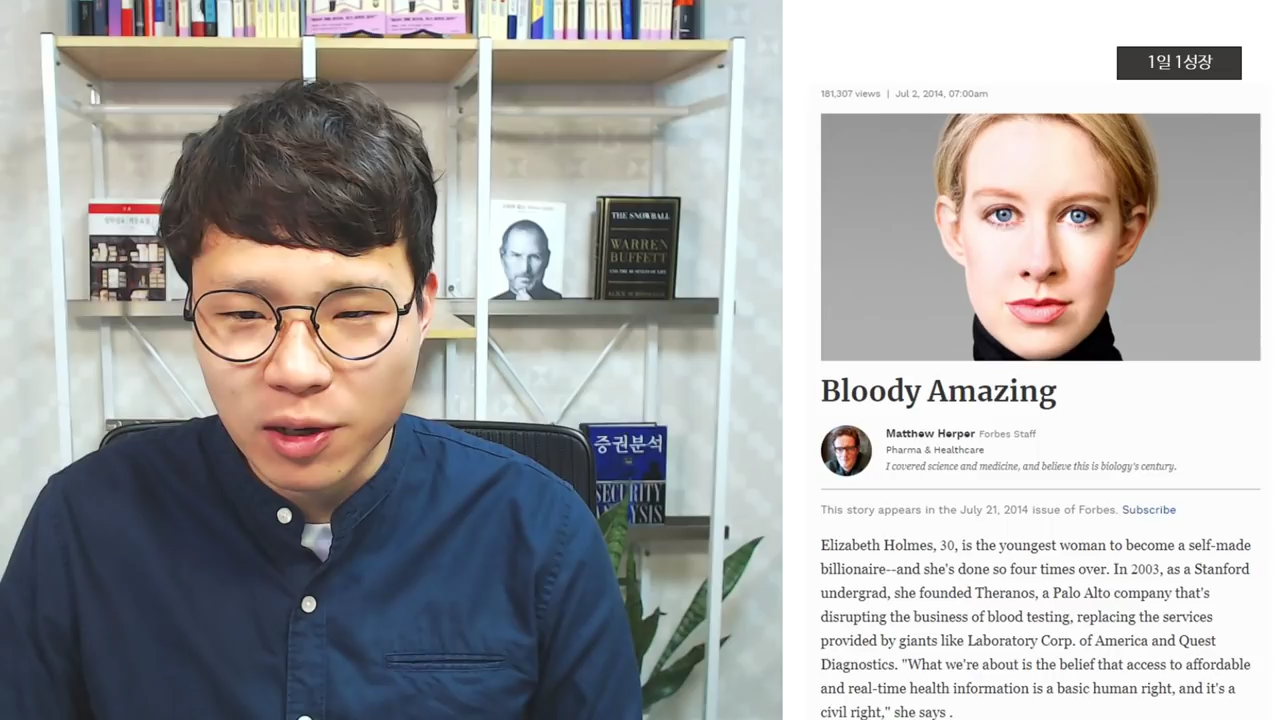 THE SNOWBALL
WARREN
BUFFETT
AND THE BUSINESS OF LIFE
증권분석
SECURITY
ANALYSIS
1일 1성장
181,307 views | Jul 2, 2014, 07:00am
Bloody Amazing
Matthew Herper Forbes Staff
Pharma & Healthcare
I covered science and medicine, and believe this is biology's century.
This story appears in the July 21, 2014 issue of Forbes. Subscribe
Elizabeth Holmes, 30, is the youngest woman to become a self-made
billionaire--and she's done so four times over. In 2003, as a Stanford
undergrad, she founded Theranos, a Palo Alto company that's
disrupting the business of blood testing, replacing the services
provided by giants like Laboratory Corp. of America and Quest
Diagnostics. "What we're about is the belief that access to affordable
and real-time health information is a basic human right, and it's a
civil right," she says .